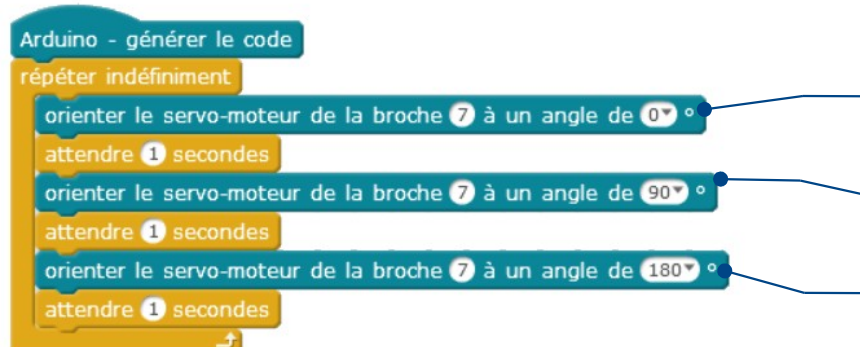 Arduino - générer le code
répéter indéfiniment
orienter le servo-moteur de la broche 7 à un angle de 0 °
attendre 1 secondes
orienter le servo-moteur de la broche 7 à un angle de 90 °
attendre 1 secondes
orienter le servo-moteur de la broche 7 à un angle de 180 °
attendre 1 secondes